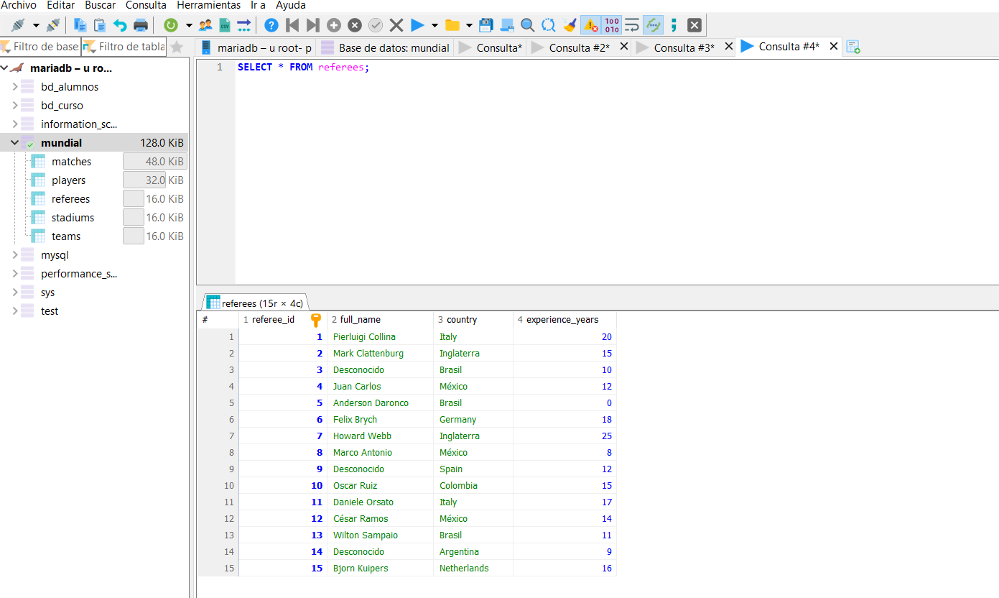 Archivo Editar Buscar Consulta Herramientas Ir a Ayuda
Filtro de base Filtro de tabla
mariadb – u root- p Base de datos: mundial Consulta* Consulta #2* Consulta #3* Consulta #4*
mariadb – u ro...
bd_alumnos
bd_curso
information_sc...
mundial 128.0 KiB
matches 48.0 KiB
players 32.0 KiB
referees 16.0 KiB
stadiums 16.0 KiB
teams 16.0 KiB
mysql
performance_s...
sys
test
1 SELECT * FROM referees;
referees (15r × 4c)
# 1 referee_id 2 full_name 3 country 4 experience_years
1 1 Pierluigi Collina Italy 20
2 2 Mark Clattenburg Inglaterra 15
3 3 Desconocido Brasil 10
4 4 Juan Carlos México 12
5 5 Anderson Daronco Brasil 0
6 6 Felix Brych Germany 18
7 7 Howard Webb Inglaterra 25
8 8 Marco Antonio México 8
9 9 Desconocido Spain 12
10 10 Oscar Ruiz Colombia 15
11 11 Daniele Orsato Italy 17
12 12 César Ramos México 14
13 13 Wilton Sampaio Brasil 11
14 14 Desconocido Argentina 9
15 15 Bjorn Kuipers Netherlands 16